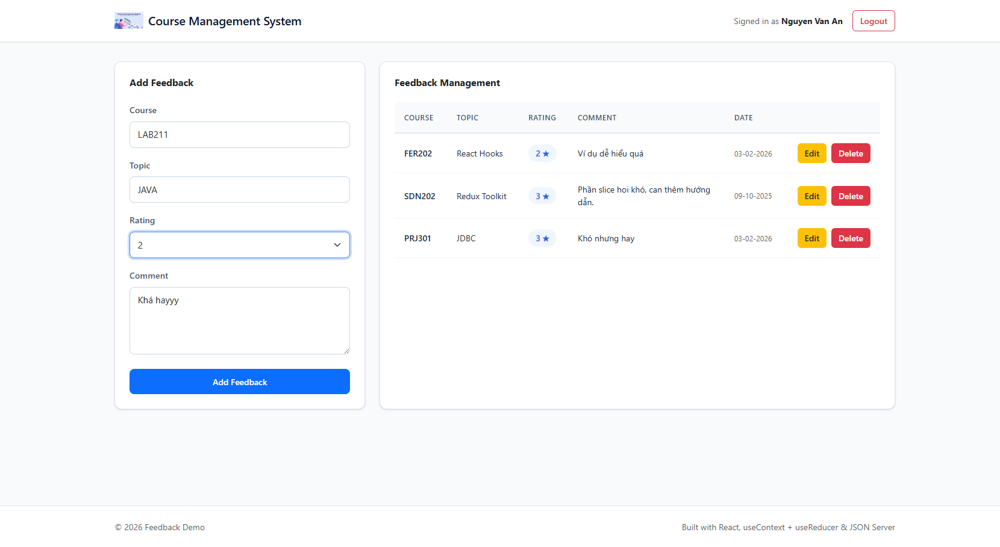 Course Management System
Signed in as Nguyen Van An
Logout
Add Feedback
Course
LAB211
Topic
JAVA
Rating
2
Comment
Khá hayyy
Add Feedback
Feedback Management
COURSE TOPIC RATING COMMENT DATE
FER202 React Hooks 2 ★ Ví dụ dễ hiểu quá 03-02-2026 Edit Delete
SDN202 Redux Toolkit 3 ★ Phần slice hoi khó, can thêm hướng
dẫn. 09-10-2025 Edit Delete
PRJ301 JDBC 3 ★ Khó nhưng hay 03-02-2026 Edit Delete
© 2026 Feedback Demo
Built with React, useContext + useReducer & JSON Server